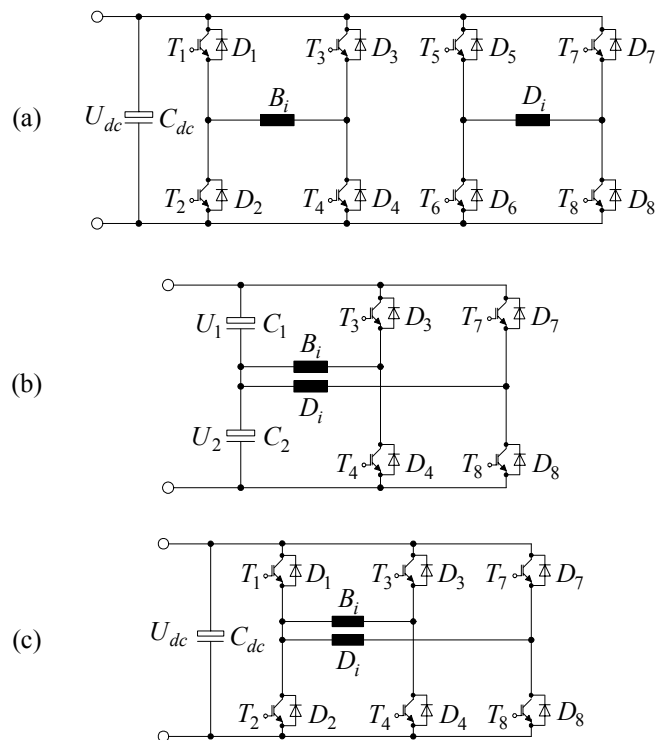 T1 D1 T3 D3 T5 D5 T7 D7
(a) Udc Cdc Bi Di
T2 D2 T4 D4 T6 D6 T8 D8
U1 C1 T3 D3 T7 D7
(b) Bi
Di
U2 C2 T4 D4 T8 D8
T1 D1 T3 D3 T7 D7
(c) Udc Cdc Bi
Di
T2 D2 T4 D4 T8 D8